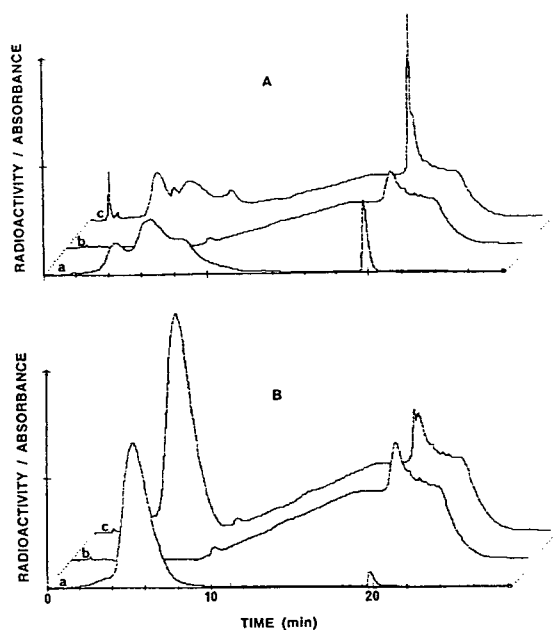 A
RADIOACTIVITY / ABSORBANCE
c
b
a
B
RADIOACTIVITY / ABSORBANCE
c
b
a
0
10
20
TIME (min)